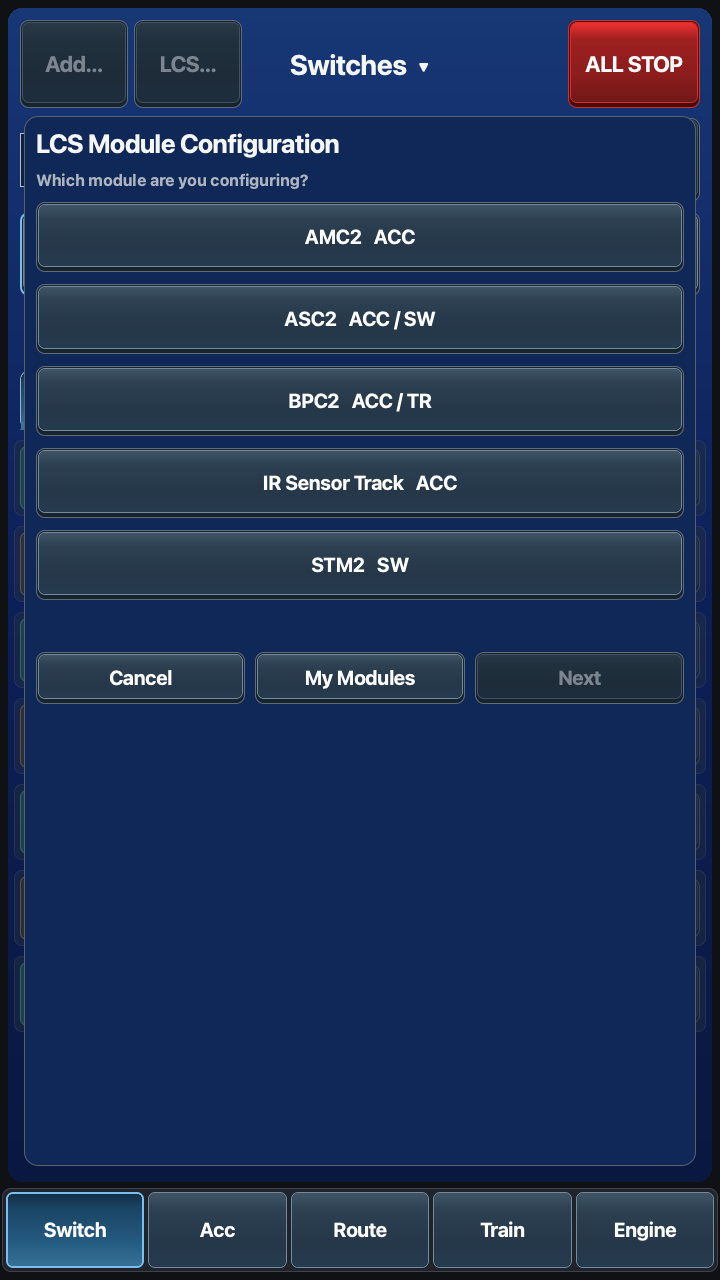 Add...
LCS...
Switches ▼
ALL STOP
LCS Module Configuration
Which module are you configuring?
AMC2 ACC
ASC2 ACC / SW
BPC2 ACC / TR
IR Sensor Track ACC
STM2 SW
Cancel
My Modules
Next
Switch
Acc
Route
Train
Engine